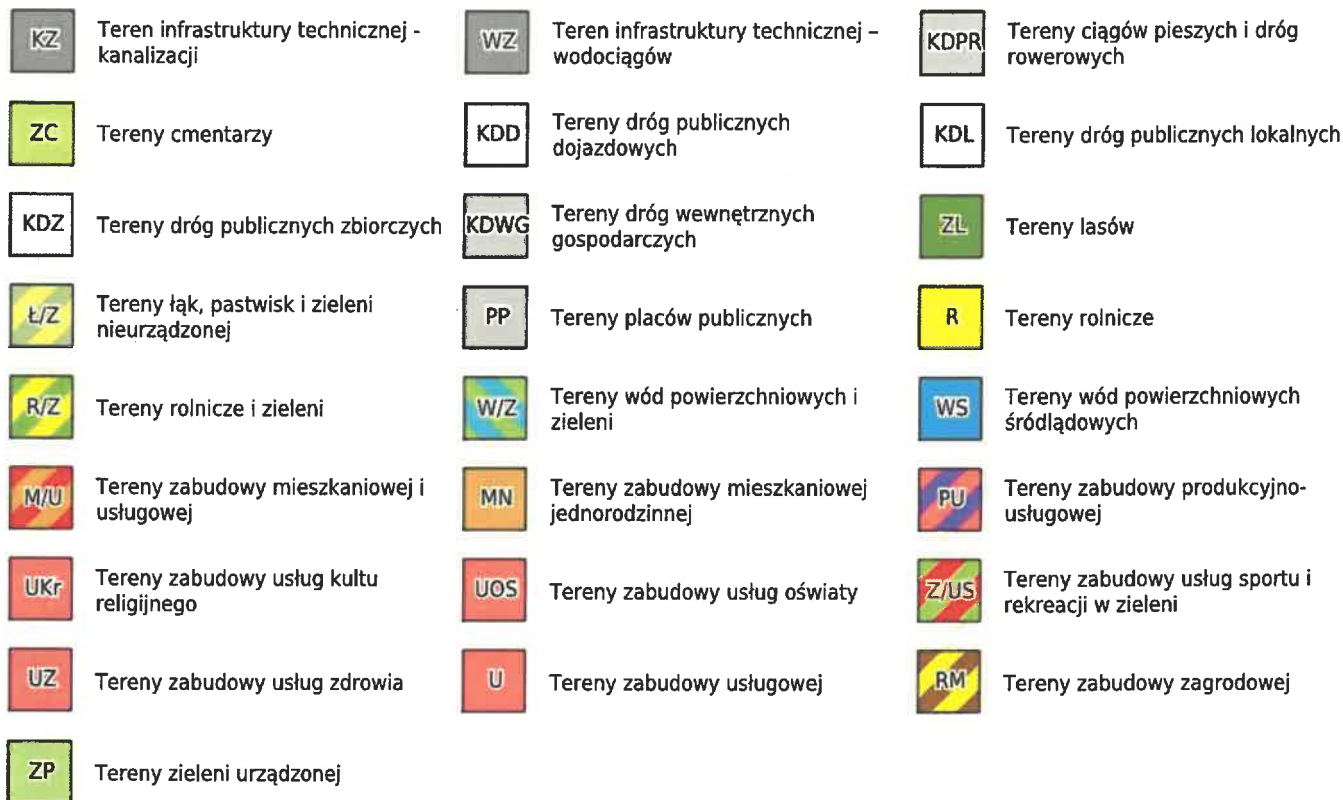 KZ
Teren infrastruktury technicznej -
kanalizacji
WZ
Teren infrastruktury technicznej –
wodociągów
KDPR
Tereny ciągów pieszych i dróg
rowerowych
ZC
Tereny cmentarzy
KDD
Tereny dróg publicznych
dojazdowych
KDL
Tereny dróg publicznych lokalnych
KDZ
Tereny dróg publicznych zbiorczych
KDWG
Tereny dróg wewnętrznych
gospodarczych
ZL
Tereny lasów
Ł/Z
Tereny łąk, pastwisk i zieleni
nieurządzonej
PP
Tereny placów publicznych
R
Tereny rolnicze
R/Z
Tereny rolnicze i zieleni
W/Z
Tereny wód powierzchniowych i
zieleni
WS
Tereny wód powierzchniowych
śródlądowych
M/U
Tereny zabudowy mieszkaniowej i
usługowej
MN
Tereny zabudowy mieszkaniowej
jednorodzinnej
PU
Tereny zabudowy produkcyjno-
usługowej
UKr
Tereny zabudowy usług kultu
religijnego
UOS
Tereny zabudowy usług oświaty
Z/US
Tereny zabudowy usług sportu i
rekreacji w zieleni
UZ
Tereny zabudowy usług zdrowia
U
Tereny zabudowy usługowej
RM
Tereny zabudowy zagrodowej
ZP
Tereny zieleni urządzonej